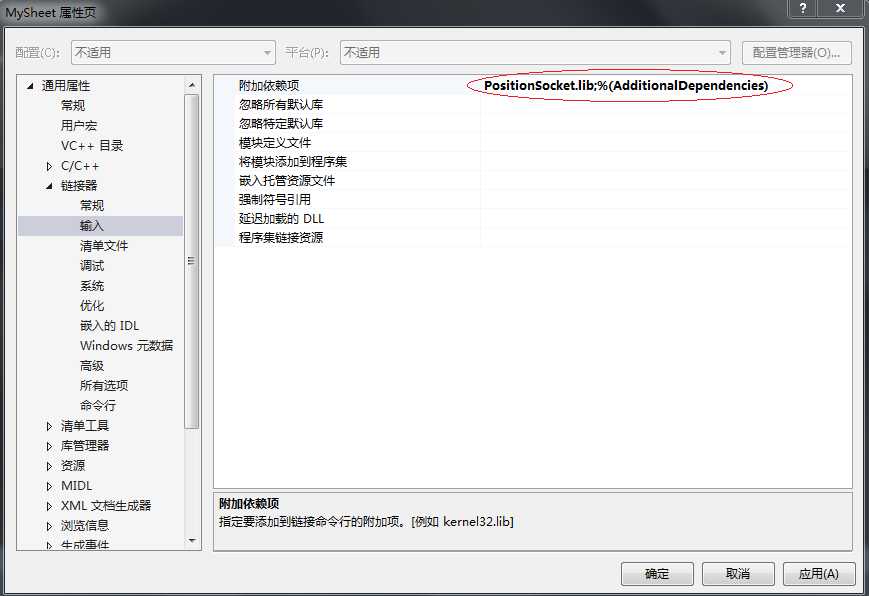 MySheet 属性页
配置(C): 不适用 平台(P): 不适用 配置管理器(O)...
通用属性
常规
用户宏
VC++ 目录
C/C++
链接器
常规
输入
清单文件
调试
系统
优化
嵌入的 IDL
Windows 元数据
高级
所有选项
命令行
清单工具
库管理器
资源
MIDL
XML 文档生成器
浏览信息
生成事件
附加依赖项 PositionSocket.lib;%(AdditionalDependencies)
忽略所有默认库
忽略特定默认库
模块定义文件
将模块添加到程序集
嵌入托管资源文件
强制符号引用
延迟加载的 DLL
程序集链接资源
附加依赖项
指定要添加到链接命令行的附加项。[例如 kernel32.lib]
确定 取消 应用(A)